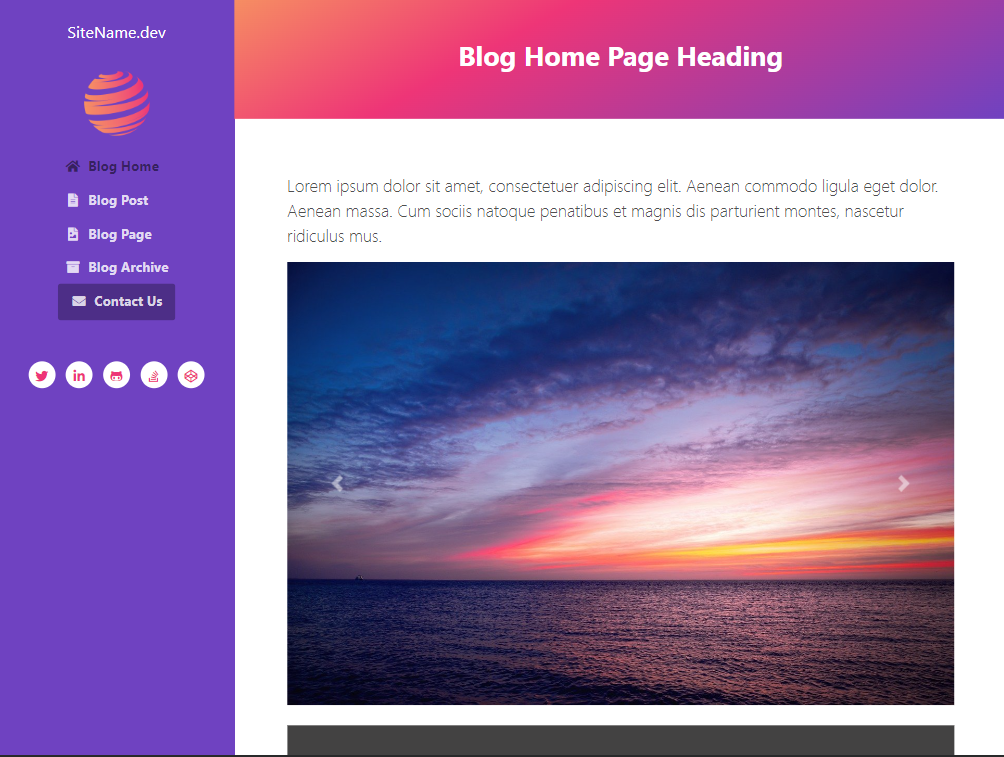 SiteName.dev
Blog Home
Blog Post
Blog Page
Blog Archive
Contact Us
in
Blog Home Page Heading
Lorem ipsum dolor sit amet, consectetuer adipiscing elit. Aenean commodo ligula eget dolor.
Aenean massa. Cum sociis natoque penatibus et magnis dis parturient montes, nascetur
ridiculus mus.